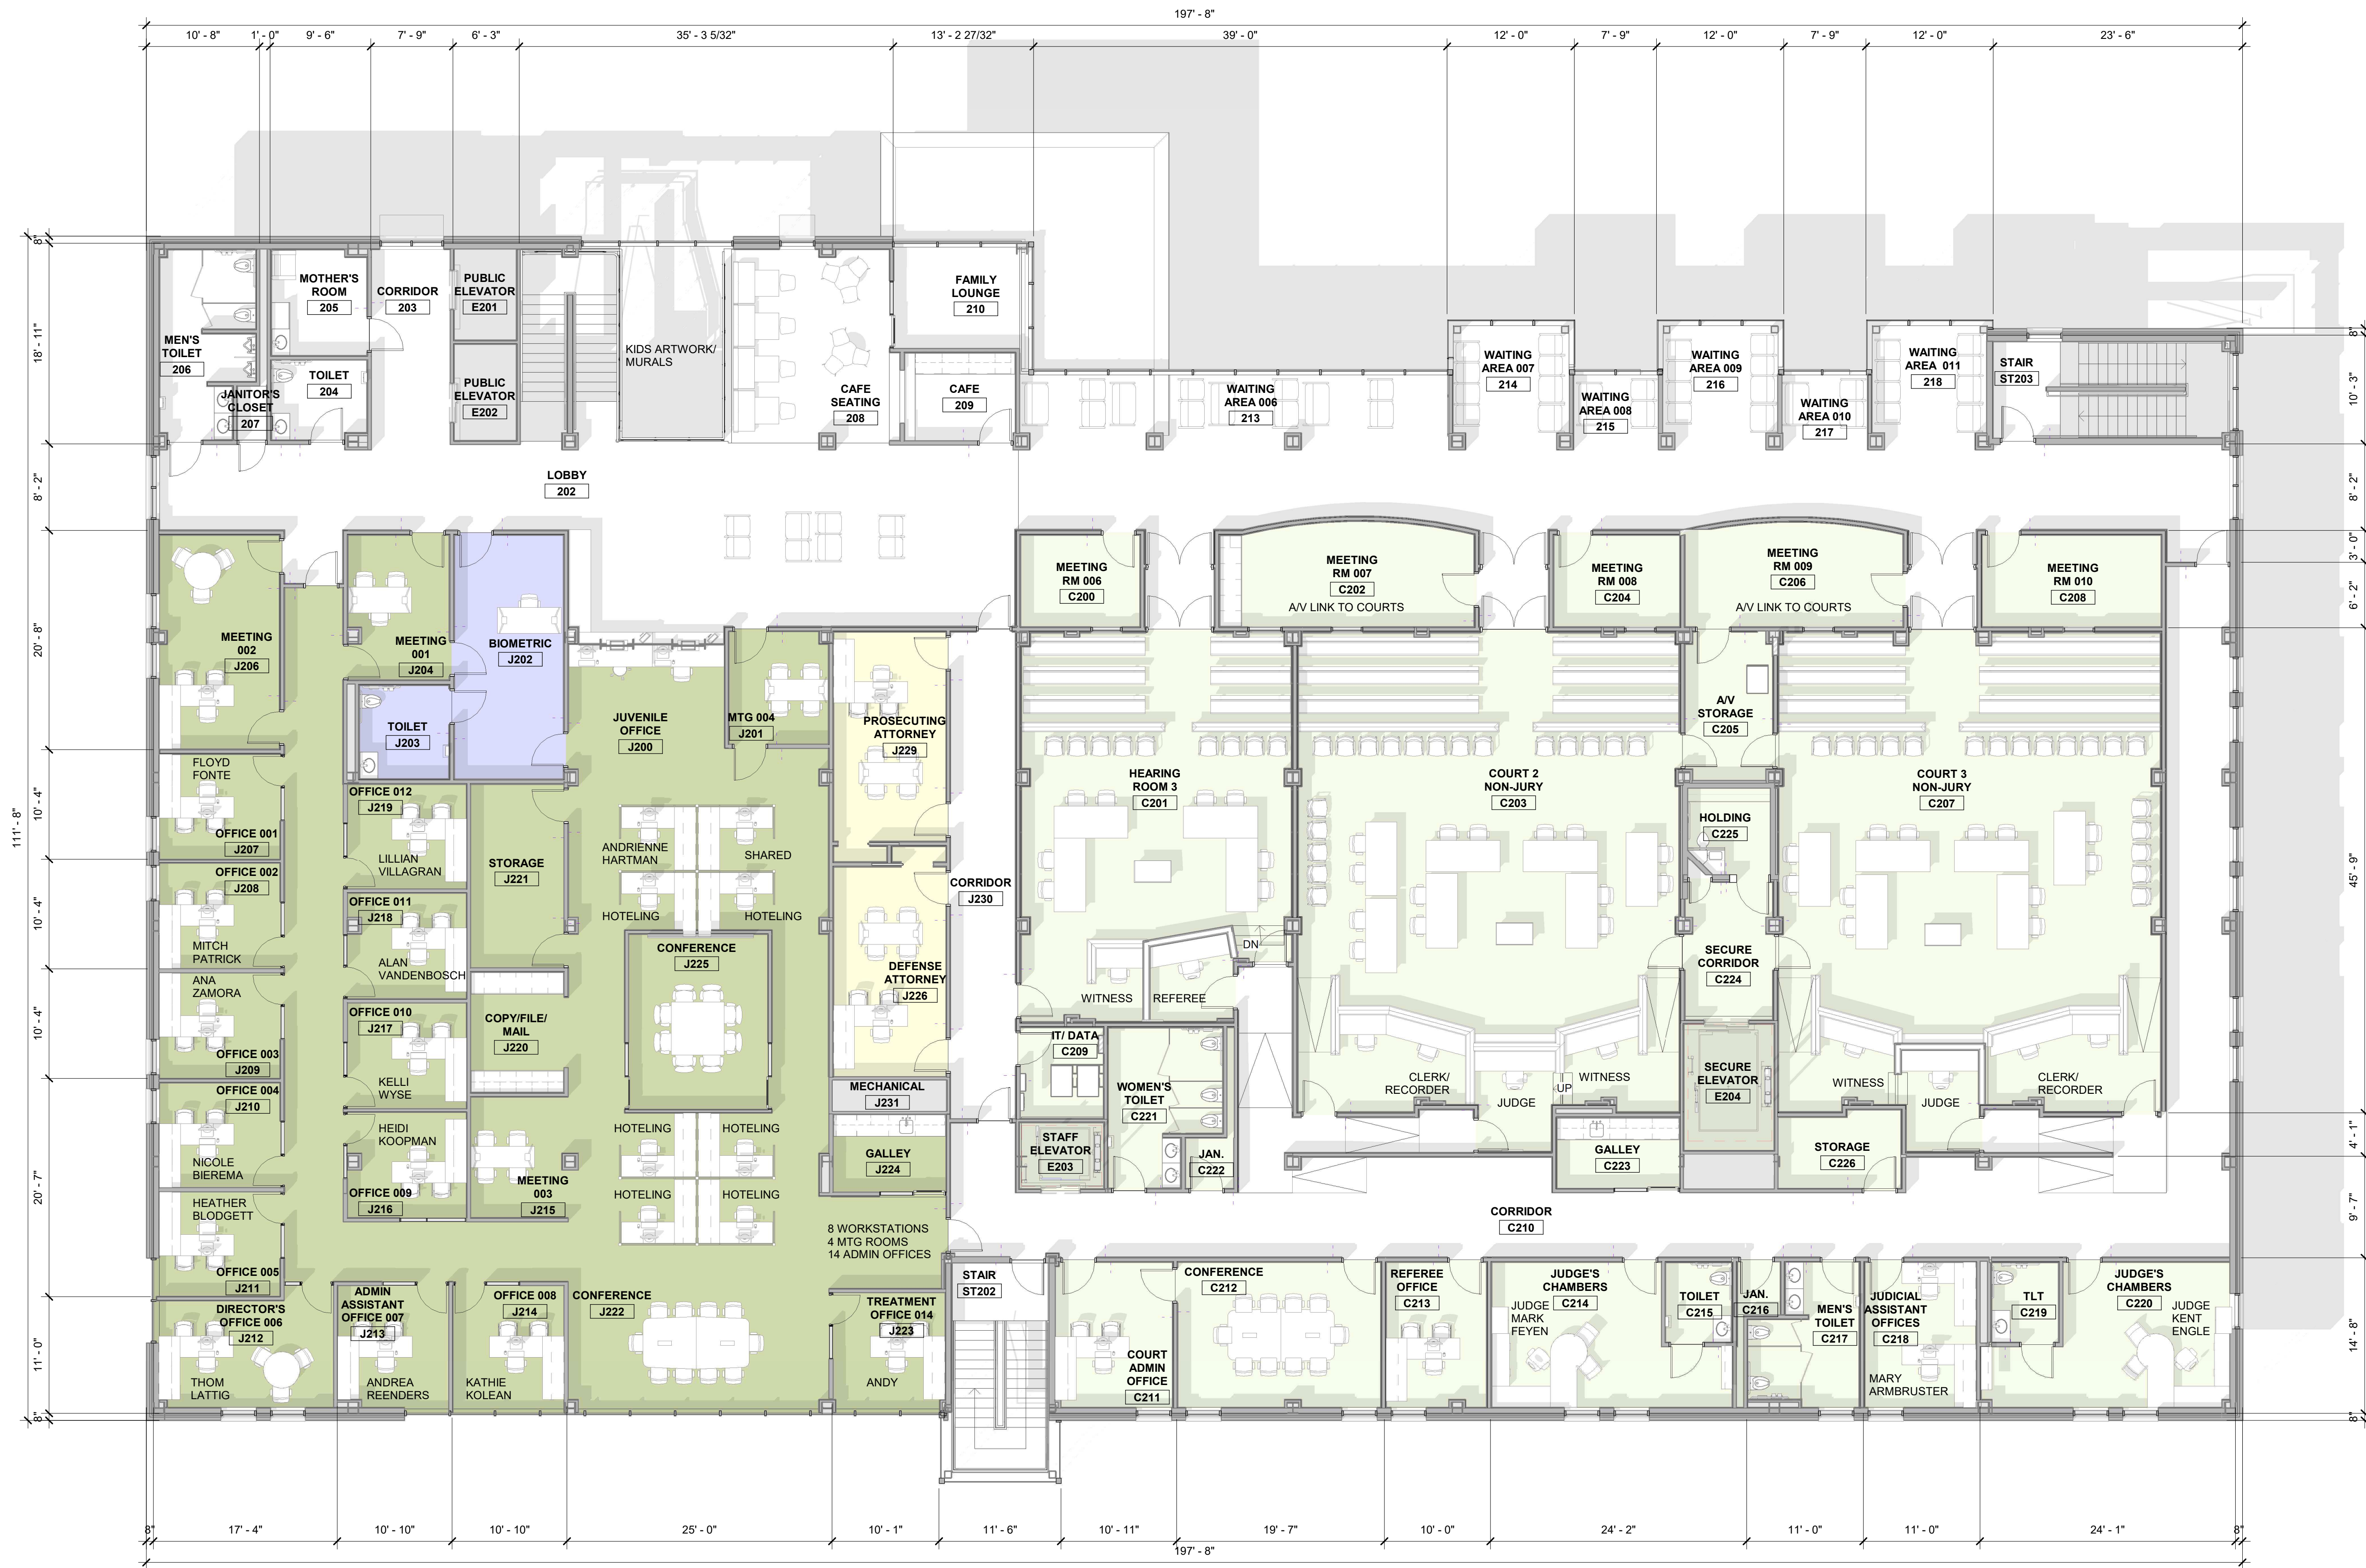 197' - 8"
10' - 8"
1' - 0"
9' - 6"
7' - 9"
6' - 3"
35' - 3 5/32"
13' - 2 27/32"
39' - 0"
12' - 0"
7' - 9"
12' - 0"
7' - 9"
12' - 0"
23' - 6"
111' - 8"
8"
18' - 11"
8' - 2"
20' - 8"
10' - 4"
10' - 4"
10' - 4"
20' - 7"
11' - 0"
8"
MEN'S
TOILET
206
MOTHER'S
ROOM
205
TOILET
204
JANITOR'S
CLOSET
207
CORRIDOR
203
PUBLIC
ELEVATOR
E201
PUBLIC
ELEVATOR
E202
KIDS ARTWORK/
MURALS
CAFE
SEATING
208
FAMILY
LOUNGE
210
CAFE
209
WAITING
AREA 006
213
WAITING
AREA 007
214
WAITING
AREA 008
215
WAITING
AREA 009
216
WAITING
AREA 010
217
WAITING
AREA 011
218
STAIR
ST203
LOBBY
202
MEETING
002
J206
MEETING
001
J204
BIOMETRIC
J202
TOILET
J203
JUVENILE
OFFICE
J200
MTG 004
J201
PROSECUTING
ATTORNEY
J229
MEETING
RM 006
C200
MEETING
RM 007
C202
A/V LINK TO COURTS
MEETING
RM 008
C204
MEETING
RM 009
C206
A/V LINK TO COURTS
MEETING
RM 010
C208
FLOYD
FONTE
OFFICE 001
J207
OFFICE 002
J208
MITCH
PATRICK
ANA
ZAMORA
OFFICE 003
J209
OFFICE 004
J210
NICOLE
BIEREMA
HEATHER
BLODGETT
OFFICE 005
J211
OFFICE 012
J219
LILLIAN
VILLAGRAN
OFFICE 011
J218
ALAN
VANDENBOSCH
OFFICE 010
J217
KELLI
WYSE
HEIDI
KOOPMAN
OFFICE 009
J216
STORAGE
J221
COPY/FILE/
MAIL
J220
MEETING
003
J215
ANDRIENNE
HARTMAN
SHARED
HOTELING
HOTELING
CONFERENCE
J225
HOTELING
HOTELING
HOTELING
HOTELING
8 WORKSTATIONS
4 MTG ROOMS
14 ADMIN OFFICES
DEFENSE
ATTORNEY
J226
MECHANICAL
J231
GALLEY
J224
CORRIDOR
J230
HEARING
ROOM 3
C201
WITNESS
REFEREE
DN
COURT 2
NON-JURY
C203
CLERK/
RECORDER
JUDGE
UP
WITNESS
A/V
STORAGE
C205
HOLDING
C225
SECURE
CORRIDOR
C224
SECURE
ELEVATOR
E204
COURT 3
NON-JURY
C207
WITNESS
JUDGE
CLERK/
RECORDER
IT/ DATA
C209
WOMEN'S
TOILET
C221
STAFF
ELEVATOR
E203
JAN.
C222
GALLEY
C223
STORAGE
C226
CORRIDOR
C210
DIRECTOR'S
OFFICE 006
J212
THOM
LATTIG
ADMIN
ASSISTANT
OFFICE 007
J213
ANDREA
REENDERS
OFFICE 008
J214
KATHIE
KOLEAN
CONFERENCE
J222
TREATMENT
OFFICE 014
J223
ANDY
STAIR
ST202
COURT
ADMIN
OFFICE
C211
CONFERENCE
C212
REFEREE
OFFICE
C213
JUDGE'S
CHAMBERS
C214
JUDGE
MARK
FEYEN
TOILET
C215
JAN.
C216
MEN'S
TOILET
C217
JUDICIAL
ASSISTANT
OFFICES
C218
MARY
ARMBRUSTER
TLT
C219
JUDGE'S
CHAMBERS
C220
JUDGE
KENT
ENGLE
8"
10' - 3"
8' - 2"
3' - 0"
6' - 2"
45' - 9"
4' - 1"
9' - 7"
14' - 8"
8"
8"
17' - 4"
10' - 10"
10' - 10"
25' - 0"
10' - 1"
11' - 6"
10' - 11"
19' - 7"
10' - 0"
24' - 2"
11' - 0"
11' - 0"
24' - 1"
8"
197' - 8"